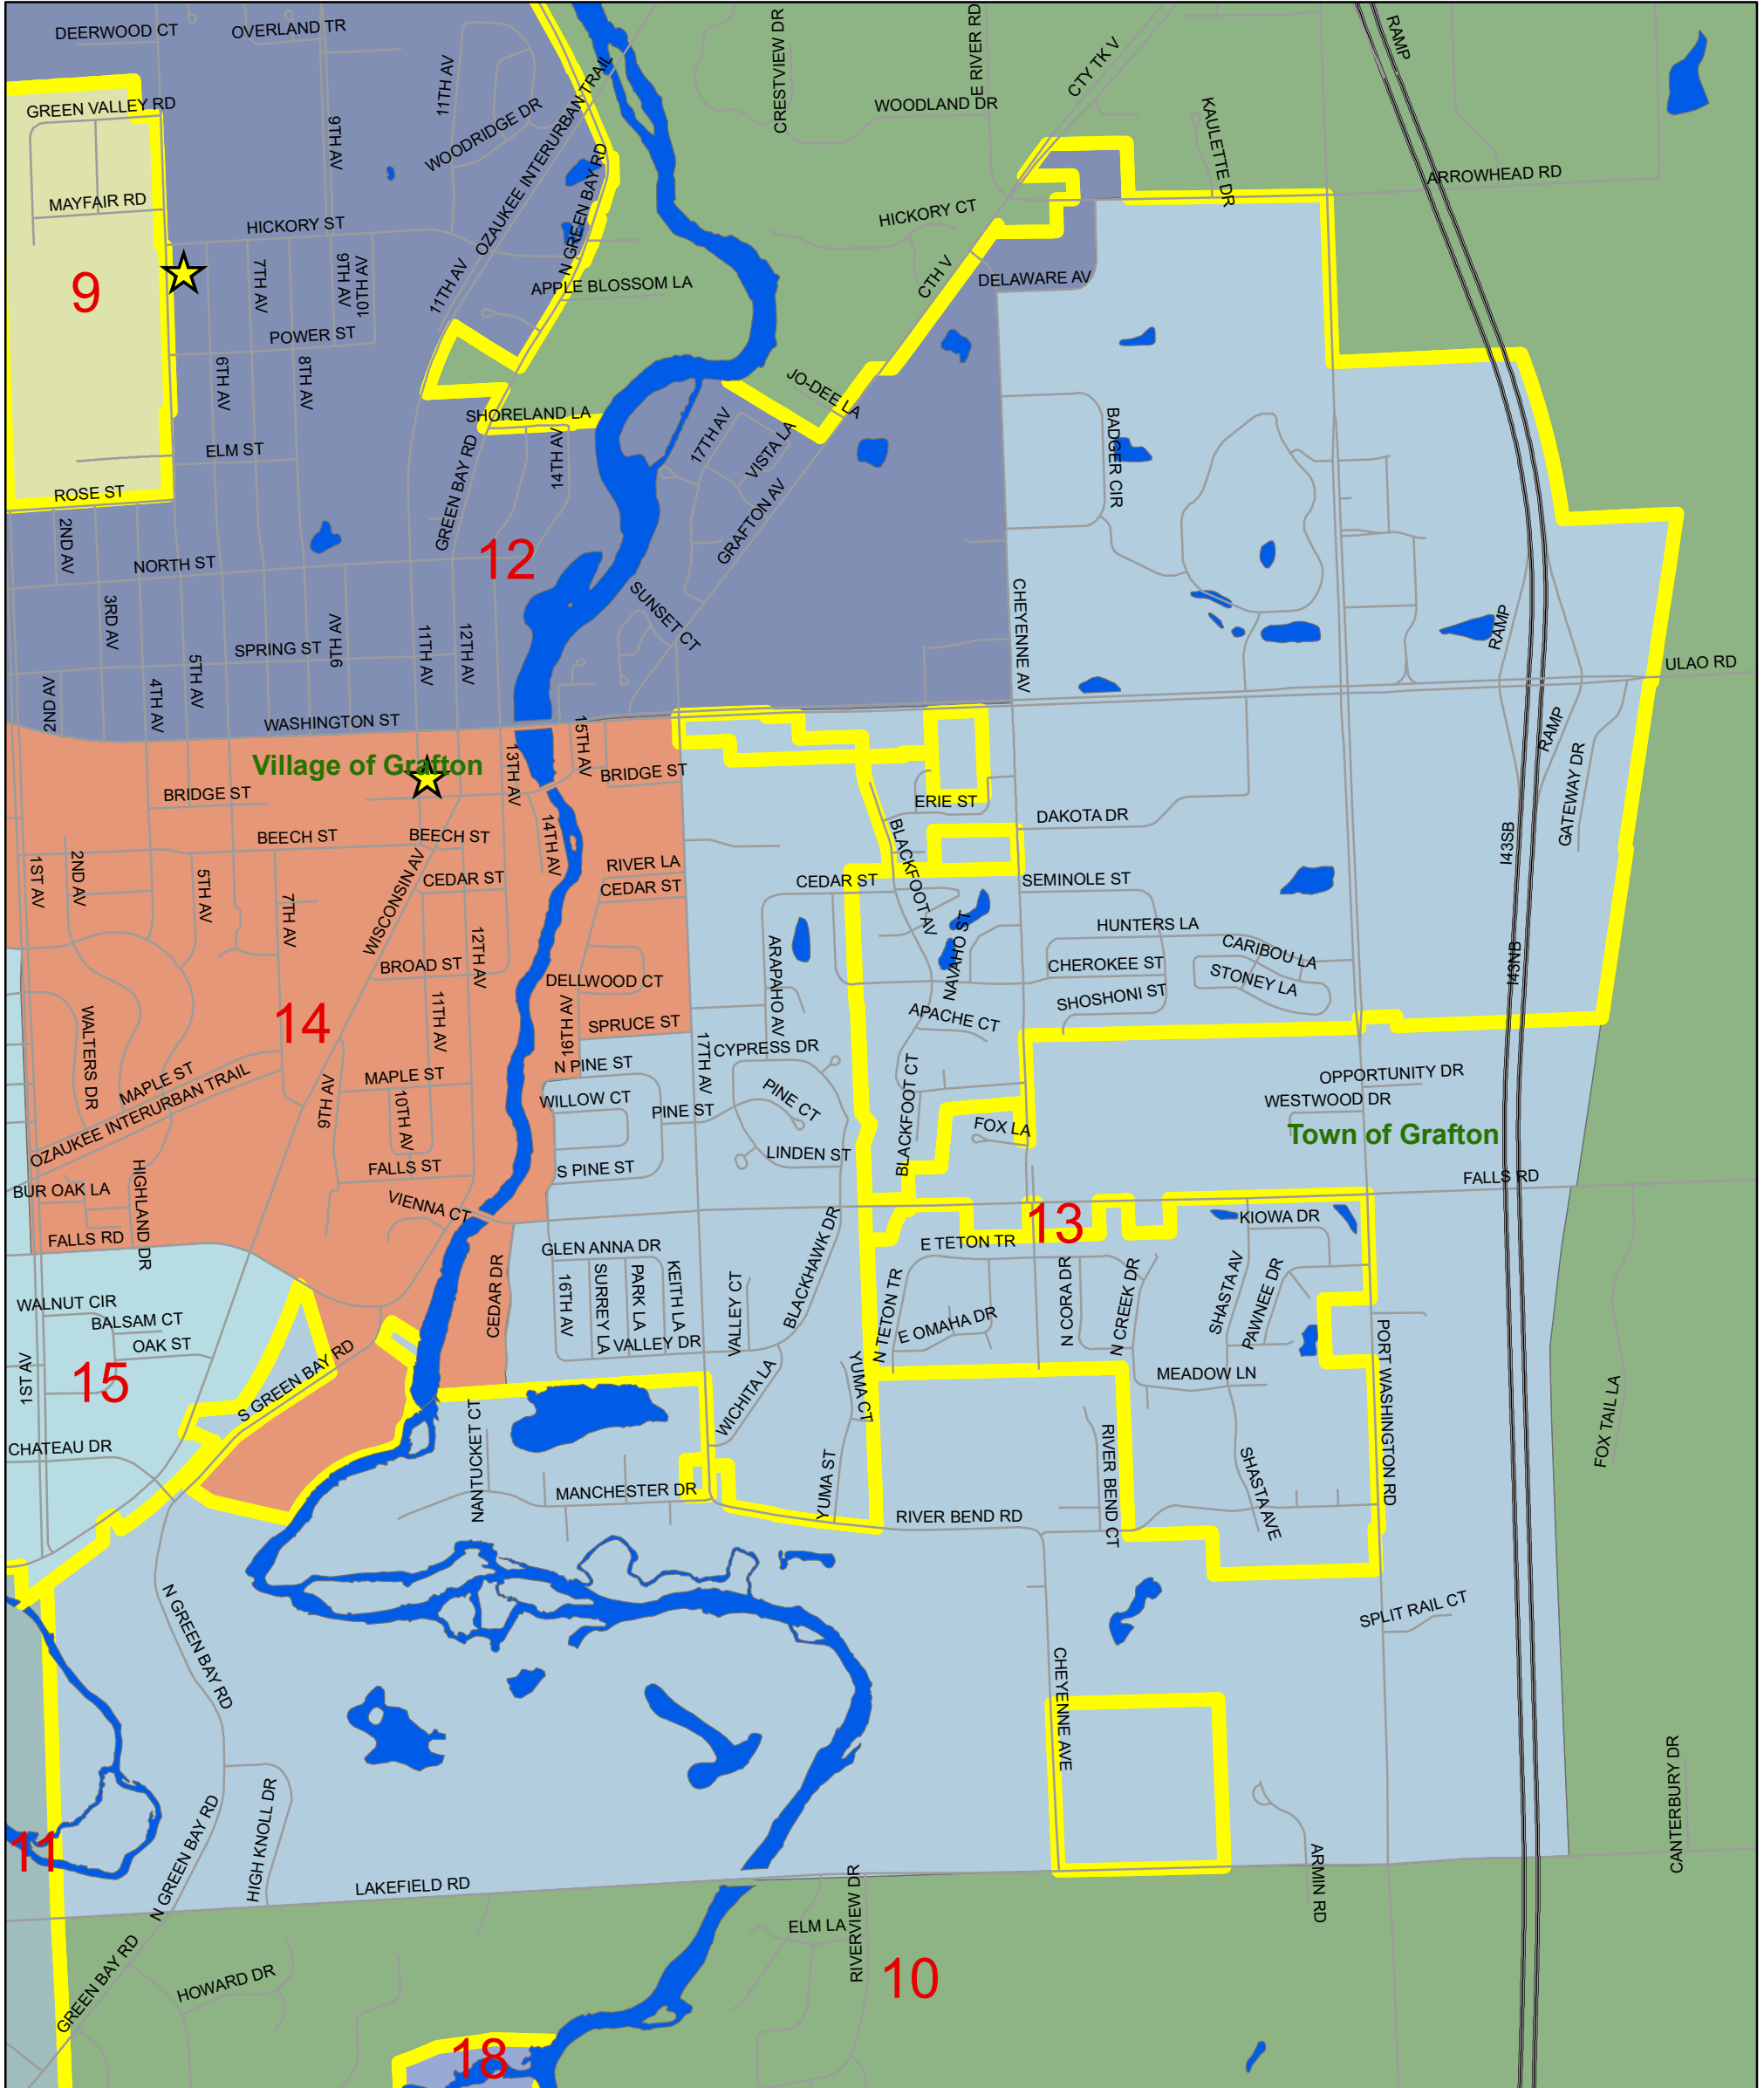 DEERWOOD CT
OVERLAND TR
11TH AV
CRESTVIEW DR
E RIVER RD
CTY TK V
RAMP
GREEN VALLEY RD
9TH AV
WOODRIDGE DR
OZAUKEE INTERURBAN TRAIL
WOODLAND DR
KAULETTE DR
ARROWHEAD RD
MAYFAIR RD
HICKORY ST
N GREEN BAY RD
HICKORY CT
9
7TH AV
9TH AV
10TH AV
11TH AV
APPLE BLOSSOM LA
CTH V
DELAWARE AV
POWER ST
6TH AV
8TH AV
JO-DEE LA
SHORELAND LA
ELM ST
GREEN BAY RD
14TH AV
17TH AV
VISTA LA
BADGER CIR
ROSE ST
2ND AV
GRAFTON AV
NORTH ST
12
3RD AV
SUNSET CT
CHEYENNE AV
SPRING ST
9TH AV
11TH AV
12TH AV
RAMP
ULAO RD
2ND AV
4TH AV
5TH AV
WASHINGTON ST
15TH AV
RAMP
Village of Grafton
13TH AV
BRIDGE ST
GATEWAY DR
BRIDGE ST
ERIE ST
DAKOTA DR
BEECH ST
BEECH ST
14TH AV
BLACKFOOT AV
I43SB
1ST AV
2ND AV
5TH AV
7TH AV
WISCONSIN AV
CEDAR ST
RIVER LA
CEDAR ST
CEDAR ST
SEMINOLE ST
NAVAHO ST
HUNTERS LA
CARIBOU LA
I43NB
BROAD ST
12TH AV
DELLWOOD CT
ARAPAHO AV
CHEROKEE ST
STONEY LA
SHOSHONI ST
14
11TH AV
16TH AV
SPRUCE ST
APACHE CT
WALTERS DR
MAPLE ST
OZAUKEE INTERURBAN TRAIL
9TH AV
MAPLE ST
10TH AV
N PINE ST
17TH AV
CYPRESS DR
WILLOW CT
PINE ST
PINE CT
BLACKFOOT CT
FOX LA
OPPORTUNITY DR
WESTWOOD DR
Town of Grafton
LINDEN ST
S PINE ST
BUR OAK LA
HIGHLAND DR
FALLS ST
VIENNA CT
FALLS RD
FALLS RD
13
KIOWA DR
GLEN ANNA DR
BLACKHAWK DR
E TETON TR
CEDAR DR
16TH AV
SURREY LA
PARK LA
KEITH LA
VALLEY CT
N TETON TR
N CORA DR
N CREEK DR
SHASTA AV
PAWNEE DR
WALNUT CIR
BALSAM CT
OAK ST
VALLEY DR
E OMAHA DR
PORT WASHINGTON RD
15
1ST AV
S GREEN BAY RD
YUMA CT
MEADOW LN
WICHITA LA
FOX TAIL LA
CHATEAU DR
NANTUCKET CT
RIVER BEND CT
SHASTA AVE
MANCHESTER DR
YUMA ST
RIVER BEND RD
N GREEN BAY RD
SPLIT RAIL CT
CHEYENNE AVE
CANTERBURY DR
11
N GREEN BAY RD
HIGH KNOLL DR
LAKEFIELD RD
ARMIN RD
ELM LA
RIVERVIEW DR
GREEN BAY RD
HOWARD DR
10
18